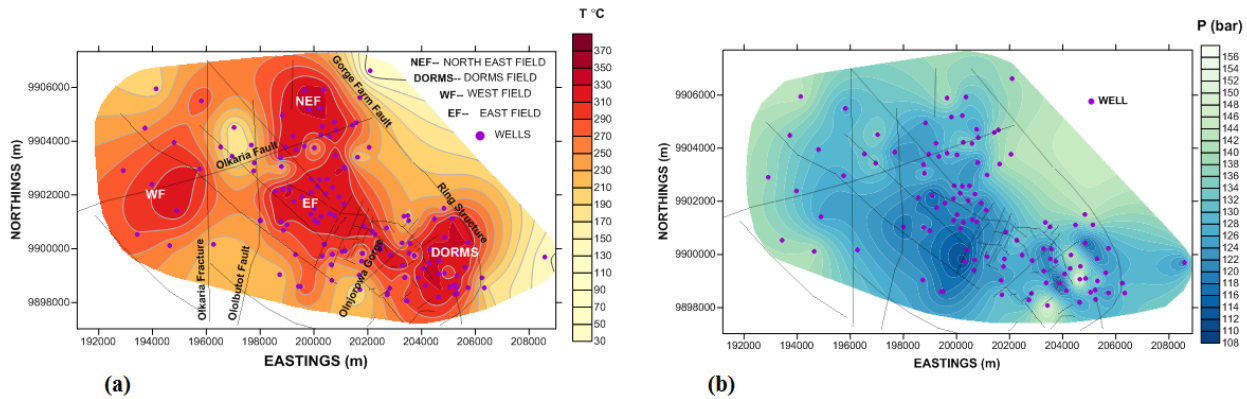 T °C
P (bar)
NEF-- NORTH EAST FIELD
DORMS-- DORMS FIELD
WF-- WEST FIELD
EF-- EAST FIELD
WELLS
NEF
WF
EF
DORMS
Gorge Farm Fault
Olkaria Fault
Ring Structure
Olkaria Fracture
Olobutot Fault
Olniorowa Gorge
9906000
9904000
9902000
9900000
9898000
NORTHINGS (m)
192000 194000 196000 198000 200000 202000 204000 206000 208000
EASTINGS (m)
370
350
330
310
290
270
250
230
210
190
170
150
130
110
90
70
50
30
(a)
WELL
9906000
9904000
9902000
9900000
9898000
NORTHINGS (m)
192000 194000 196000 198000 200000 202000 204000 206000 208000
EASTINGS (m)
156
154
152
150
148
146
144
142
140
138
136
134
132
130
128
126
124
122
120
118
116
114
112
110
108
(b)